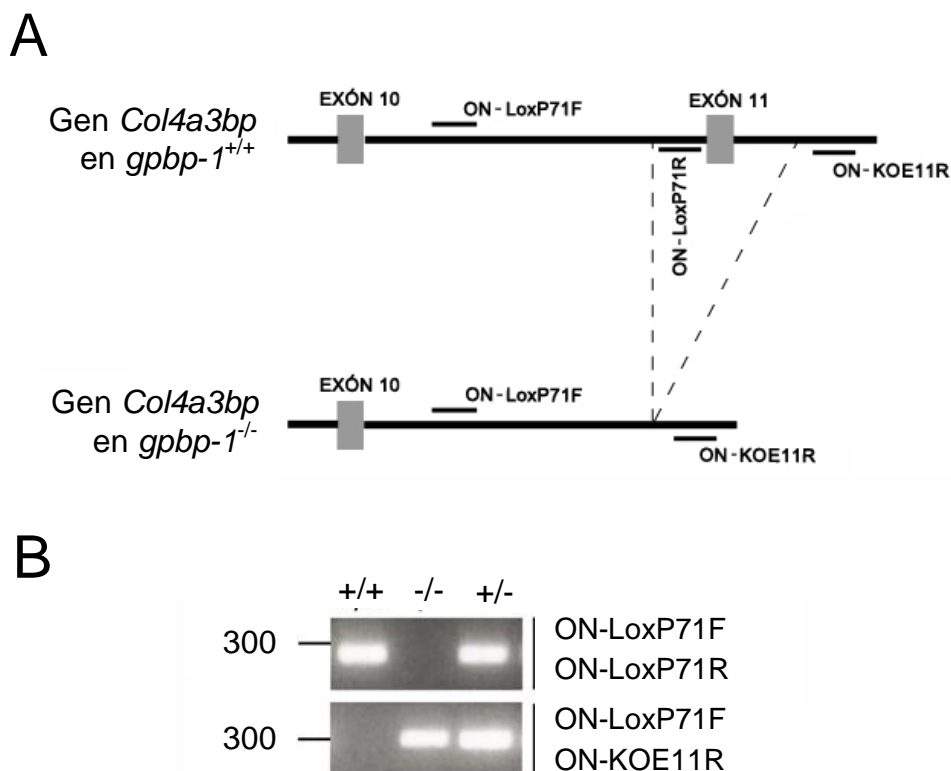 A
Gen Col4a3bp
en gpbp-1+/+
EXÓN 10
ON-LoxP71F
EXÓN 11
ON-LoxP71R
ON-KOE11R
Gen Col4a3bp
en gpbp-1-/-
EXÓN 10
ON-LoxP71F
ON-KOE11R
B
+/+ -/- +/-
300
ON-LoxP71F
ON-LoxP71R
300
ON-LoxP71F
ON-KOE11R